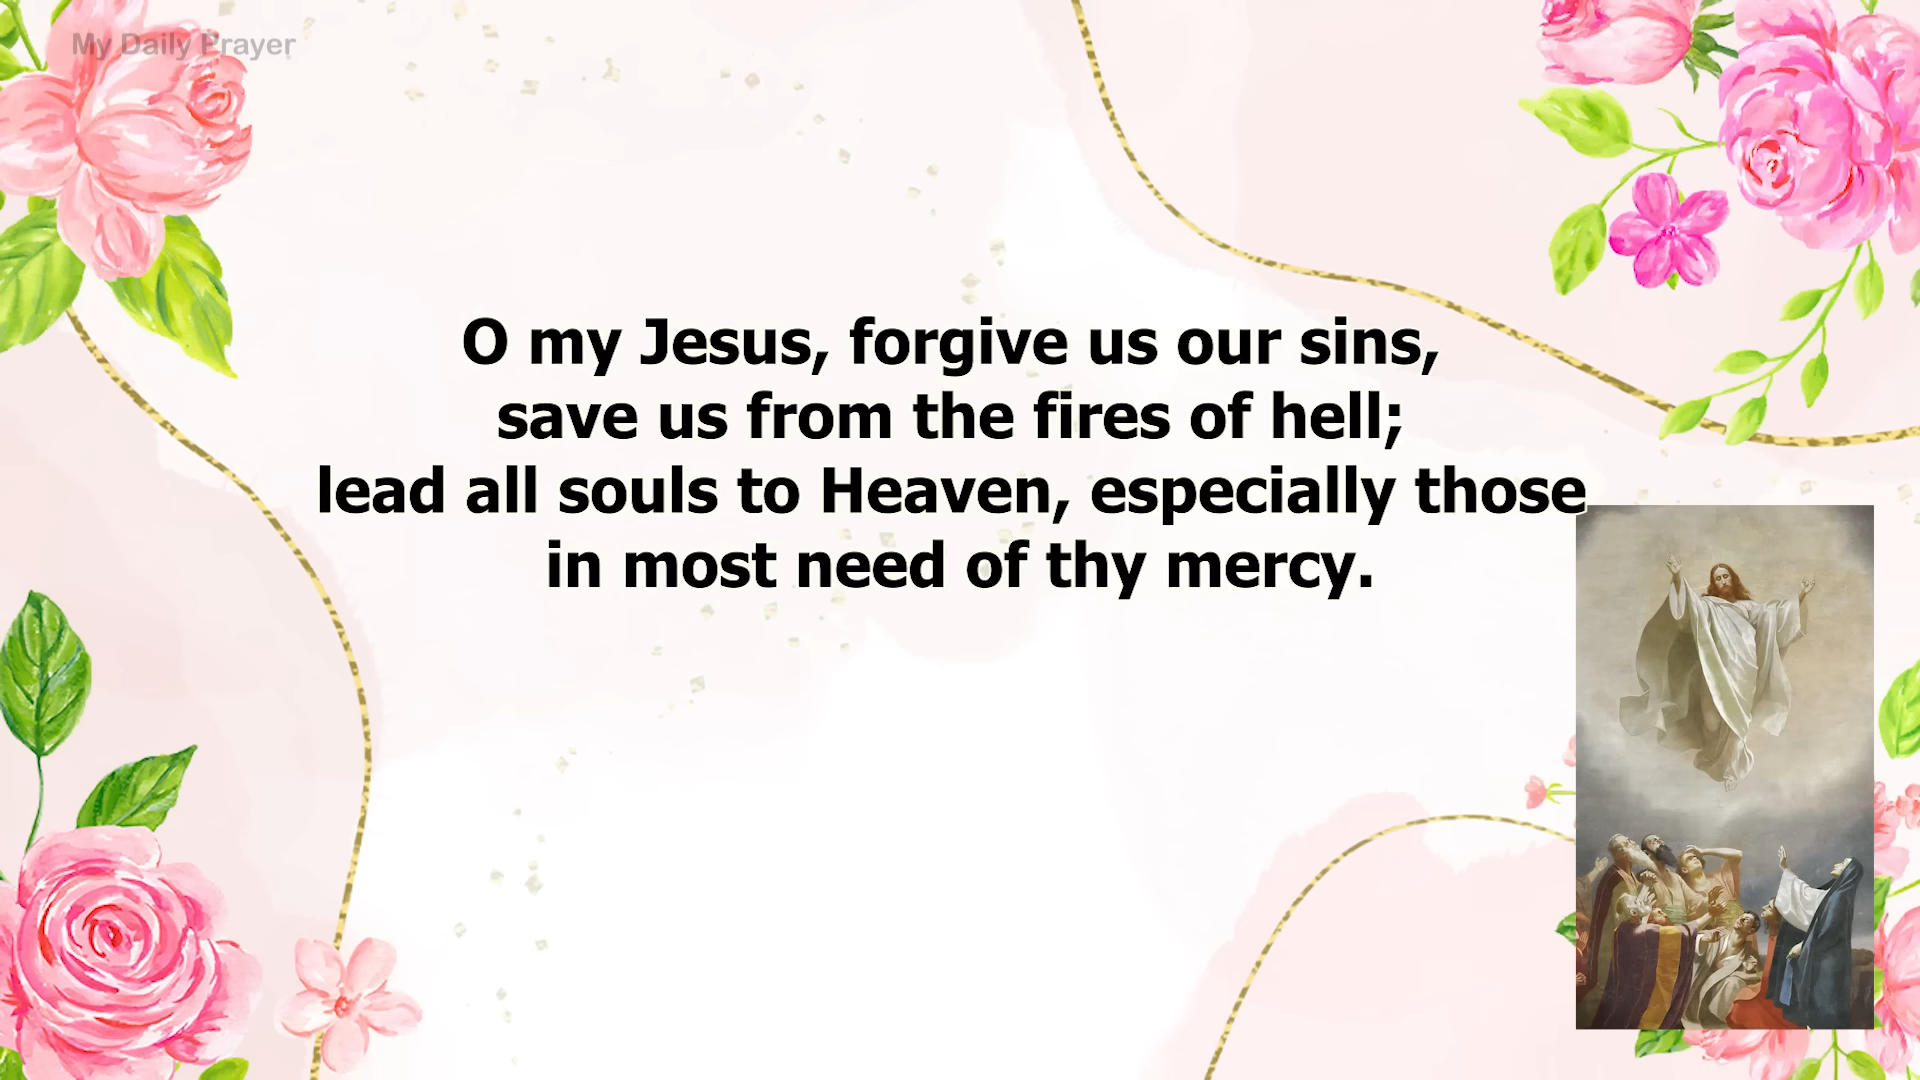 My Daily Prayer
O my Jesus, forgive us our sins,
save us from the fires of hell;
lead all souls to Heaven, especially those
in most need of thy mercy.